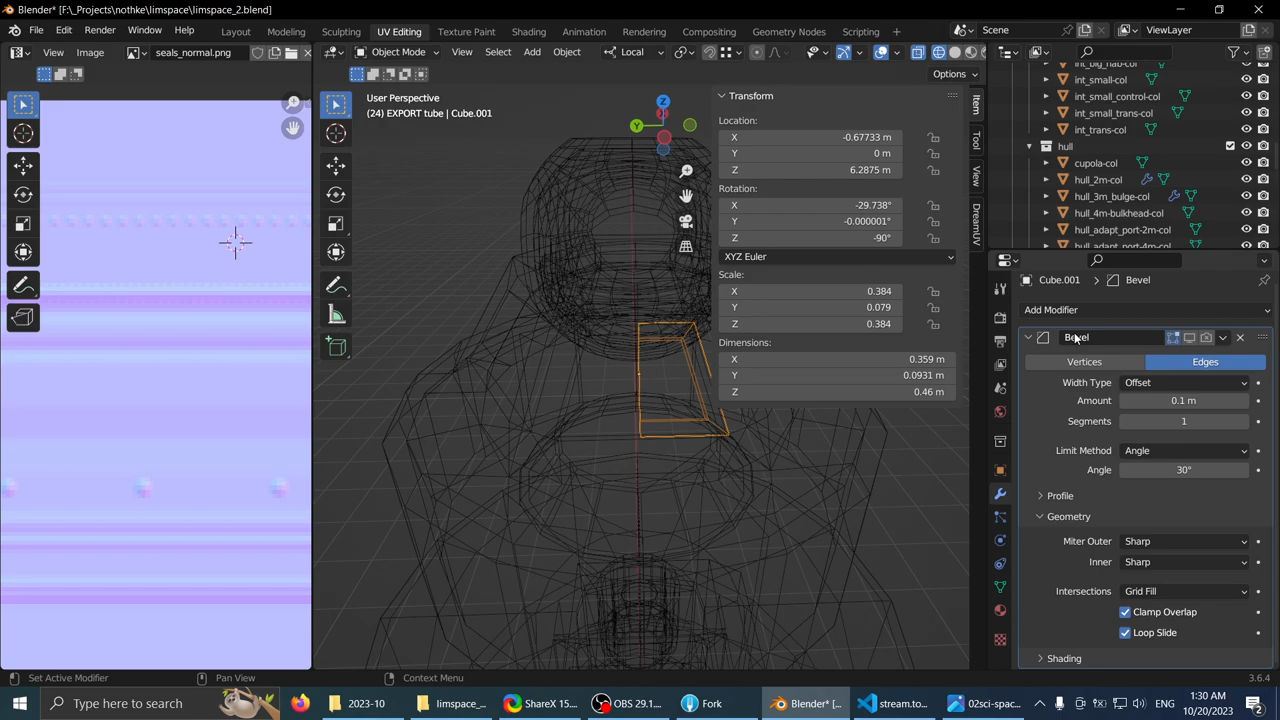 Blender* [F:\_Projects\nothke\limspace\limspace_2.blend]
File Edit Render Window Help
Layout Modeling Sculpting UV Editing Texture Paint Shading Animation Rendering Compositing Geometry Nodes Scripting +
Scene ViewLayer
View Image seals_normal.png
Object Mode View Select Add Object Local
Options
User Perspective
(24) EXPORT tube | Cube.001
Z
Y
Transform
Location:
X -0.67733 m
Y 0 m
Z 6.2875 m
Rotation:
X -29.738°
Y -0.000001°
Z -90°
XYZ Euler
Scale:
X 0.384
Y 0.079
Z 0.384
Dimensions:
X 0.359 m
Y 0.0931 m
Z 0.46 m
Item
Tool
View
DreamUV
int_big_hab-col
int_small-col
int_small_control-col
int_small_trans-col
int_trans-col
hull
cupola-col
hull_2m-col
hull_3m_bulge-col
hull_4m-bulkhead-col
hull_adapt_port-2m-col
hull_adapt_port-4m-col
Cube.001 > Bevel
Add Modifier
Bevel
Vertices Edges
Width Type Offset
Amount 0.1 m
Segments 1
Limit Method Angle
Angle 30°
Profile
Geometry
Miter Outer Sharp
Inner Sharp
Intersections Grid Fill
Clamp Overlap
Loop Slide
Shading
Set Active Modifier Pan View Context Menu 3.6.4
Type here to search
2023-10 limspace_... ShareX 15.... OBS 29.1.... Fork Blender* [... stream.to... 02sci-spac...
ENG
1:30 AM
10/20/2023
2